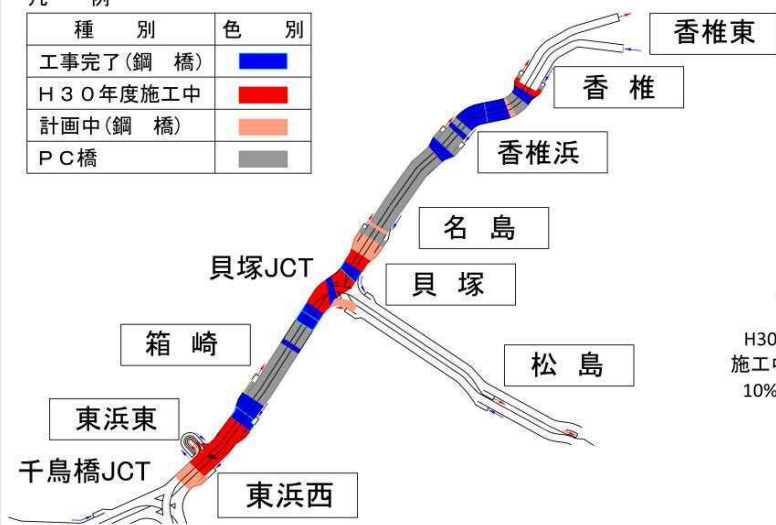 凡 例
種 別 色 別
工事完了(鋼 橋)
H30年度施工中
計画中(鋼 橋)
PC橋
香椎東
香 椎
香椎浜
名 島
貝塚JCT
貝 塚
箱 崎
松 島
H30
施工中
10%
東浜東
千鳥橋JCT
東浜西